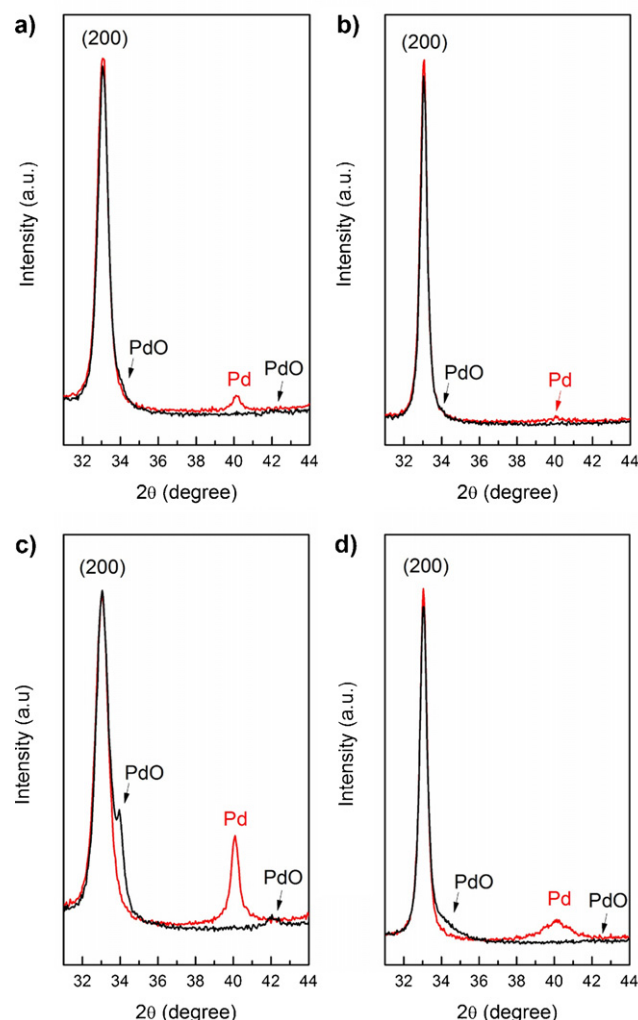 a)
(200)
PdO
Pd
PdO
Intensity (a.u.)
32 34 36 38 40 42 44
2θ (degree)
b)
(200)
PdO
Pd
Intensity (a.u.)
32 34 36 38 40 42 44
2θ (degree)
c)
(200)
PdO
Pd
PdO
Intensity (a.u)
32 34 36 38 40 42 44
2θ (degree)
d)
(200)
PdO
Pd
PdO
Intensity (a.u.)
32 34 36 38 40 42 44
2θ (degree)